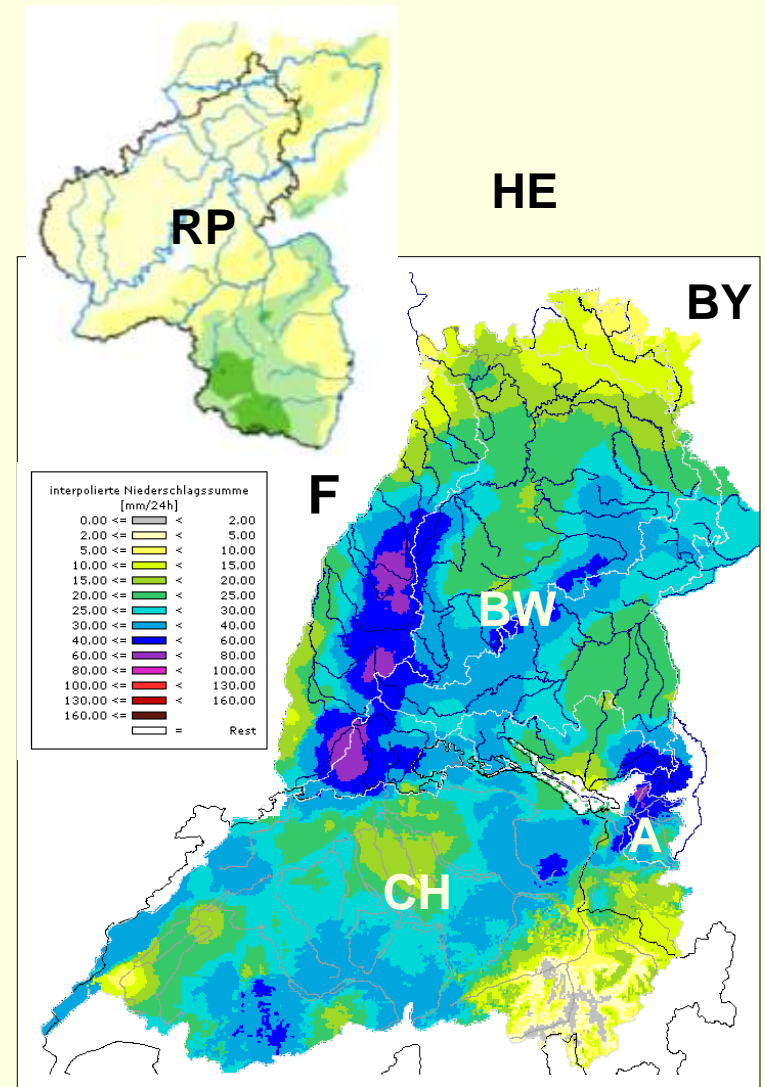 HE
RP
BY
F
interpolierte Niederschlagssumme
[mm/24h]
0.00 <= < 2.00
2.00 <= < 5.00
5.00 <= < 10.00
10.00 <= < 15.00
15.00 <= < 20.00
20.00 <= < 25.00
25.00 <= < 30.00
30.00 <= < 40.00
40.00 <= < 60.00
60.00 <= < 80.00
80.00 <= < 100.00
100.00 <= < 130.00
130.00 <= < 160.00
160.00 <=
= Rest
BW
A
CH